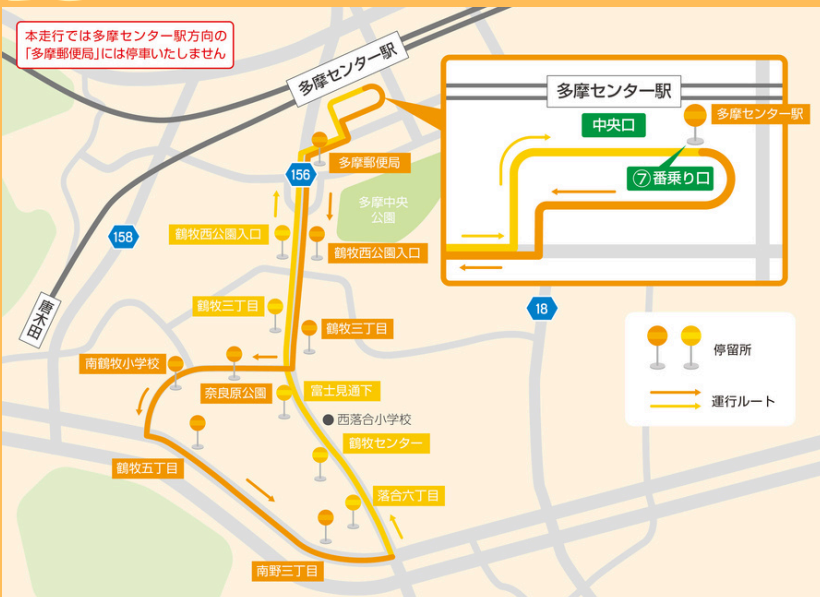 本走行では多摩センター駅方向の
「多摩郵便局」には停車いたしません
多摩センター駅
多摩センター駅
多摩センター駅
中央口
⑦番乗り口
多摩郵便局
156
多摩中央
公園
158
鶴牧西公園入口
鶴牧西公園入口
18
唐木田
鶴牧三丁目
鶴牧三丁目
停留所
南鶴牧小学校
奈良原公園
富士見通下
運行ルート
西落合小学校
鶴牧センター
鶴牧五丁目
落合六丁目
南野三丁目